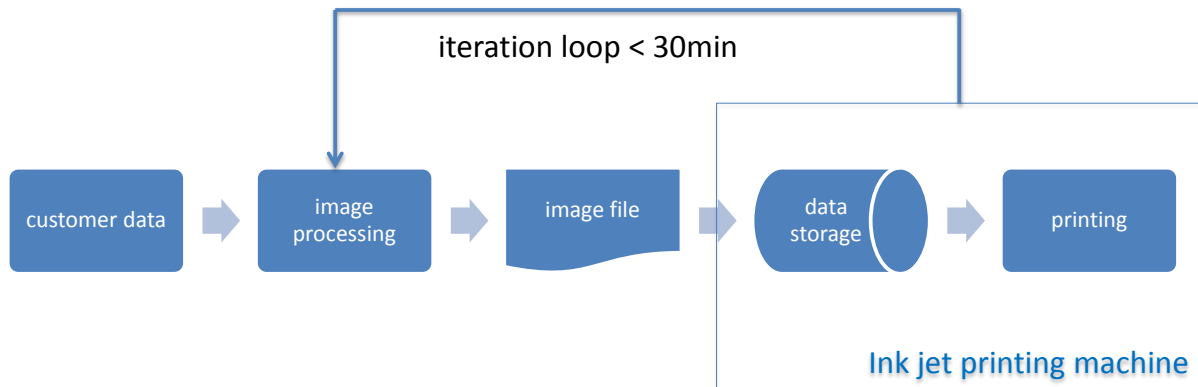 iteration loop < 30min
customer data
image
processing
image file
data
storage
printing
Ink jet printing machine